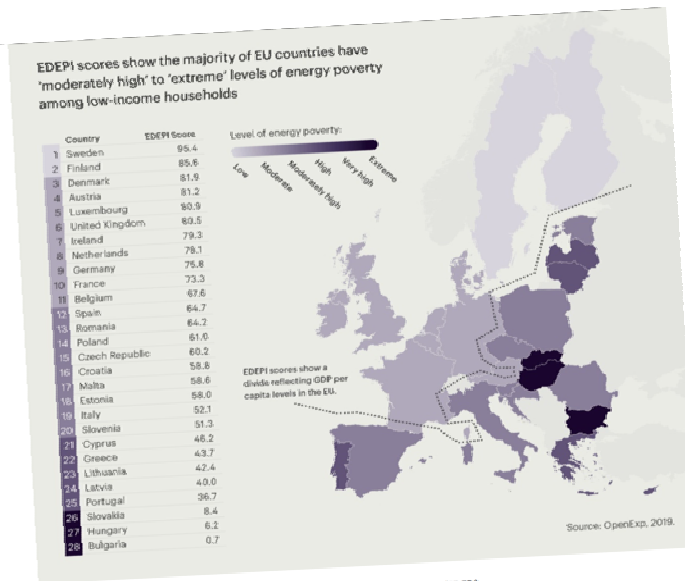 EDEPI scores show the majority of EU countries have
'moderately high' to 'extreme' levels of energy poverty
among low-income households
Country EDEPI Score
1 Sweden 95.4
2 Finland 85.6
3 Denmark 81.9
4 Austria 81.2
5 Luxembourg 80.9
6 United Kingdom 80.5
7 Ireland 79.3
8 Netherlands 78.1
9 Germany 75.8
10 France 73.3
11 Belgium 67.6
12 Spain 64.7
13 Romania 64.2
14 Poland 61.0
15 Czech Republic 60.2
16 Croatia 58.8
17 Malta 58.6
18 Estonia 58.0
19 Italy 52.1
20 Slovenia 51.3
21 Cyprus 46.2
22 Greece 43.7
23 Lithuania 42.4
24 Latvia 40.0
25 Portugal 36.7
26 Slovakia 8.4
27 Hungary 6.2
28 Bulgaria 0.7
Level of energy poverty:
Low
Moderate
Moderately high
High
Very high
Extreme
EDEPI scores show a
divide reflecting GDP per
capita levels in the EU.
Source: OpenExp, 2019.